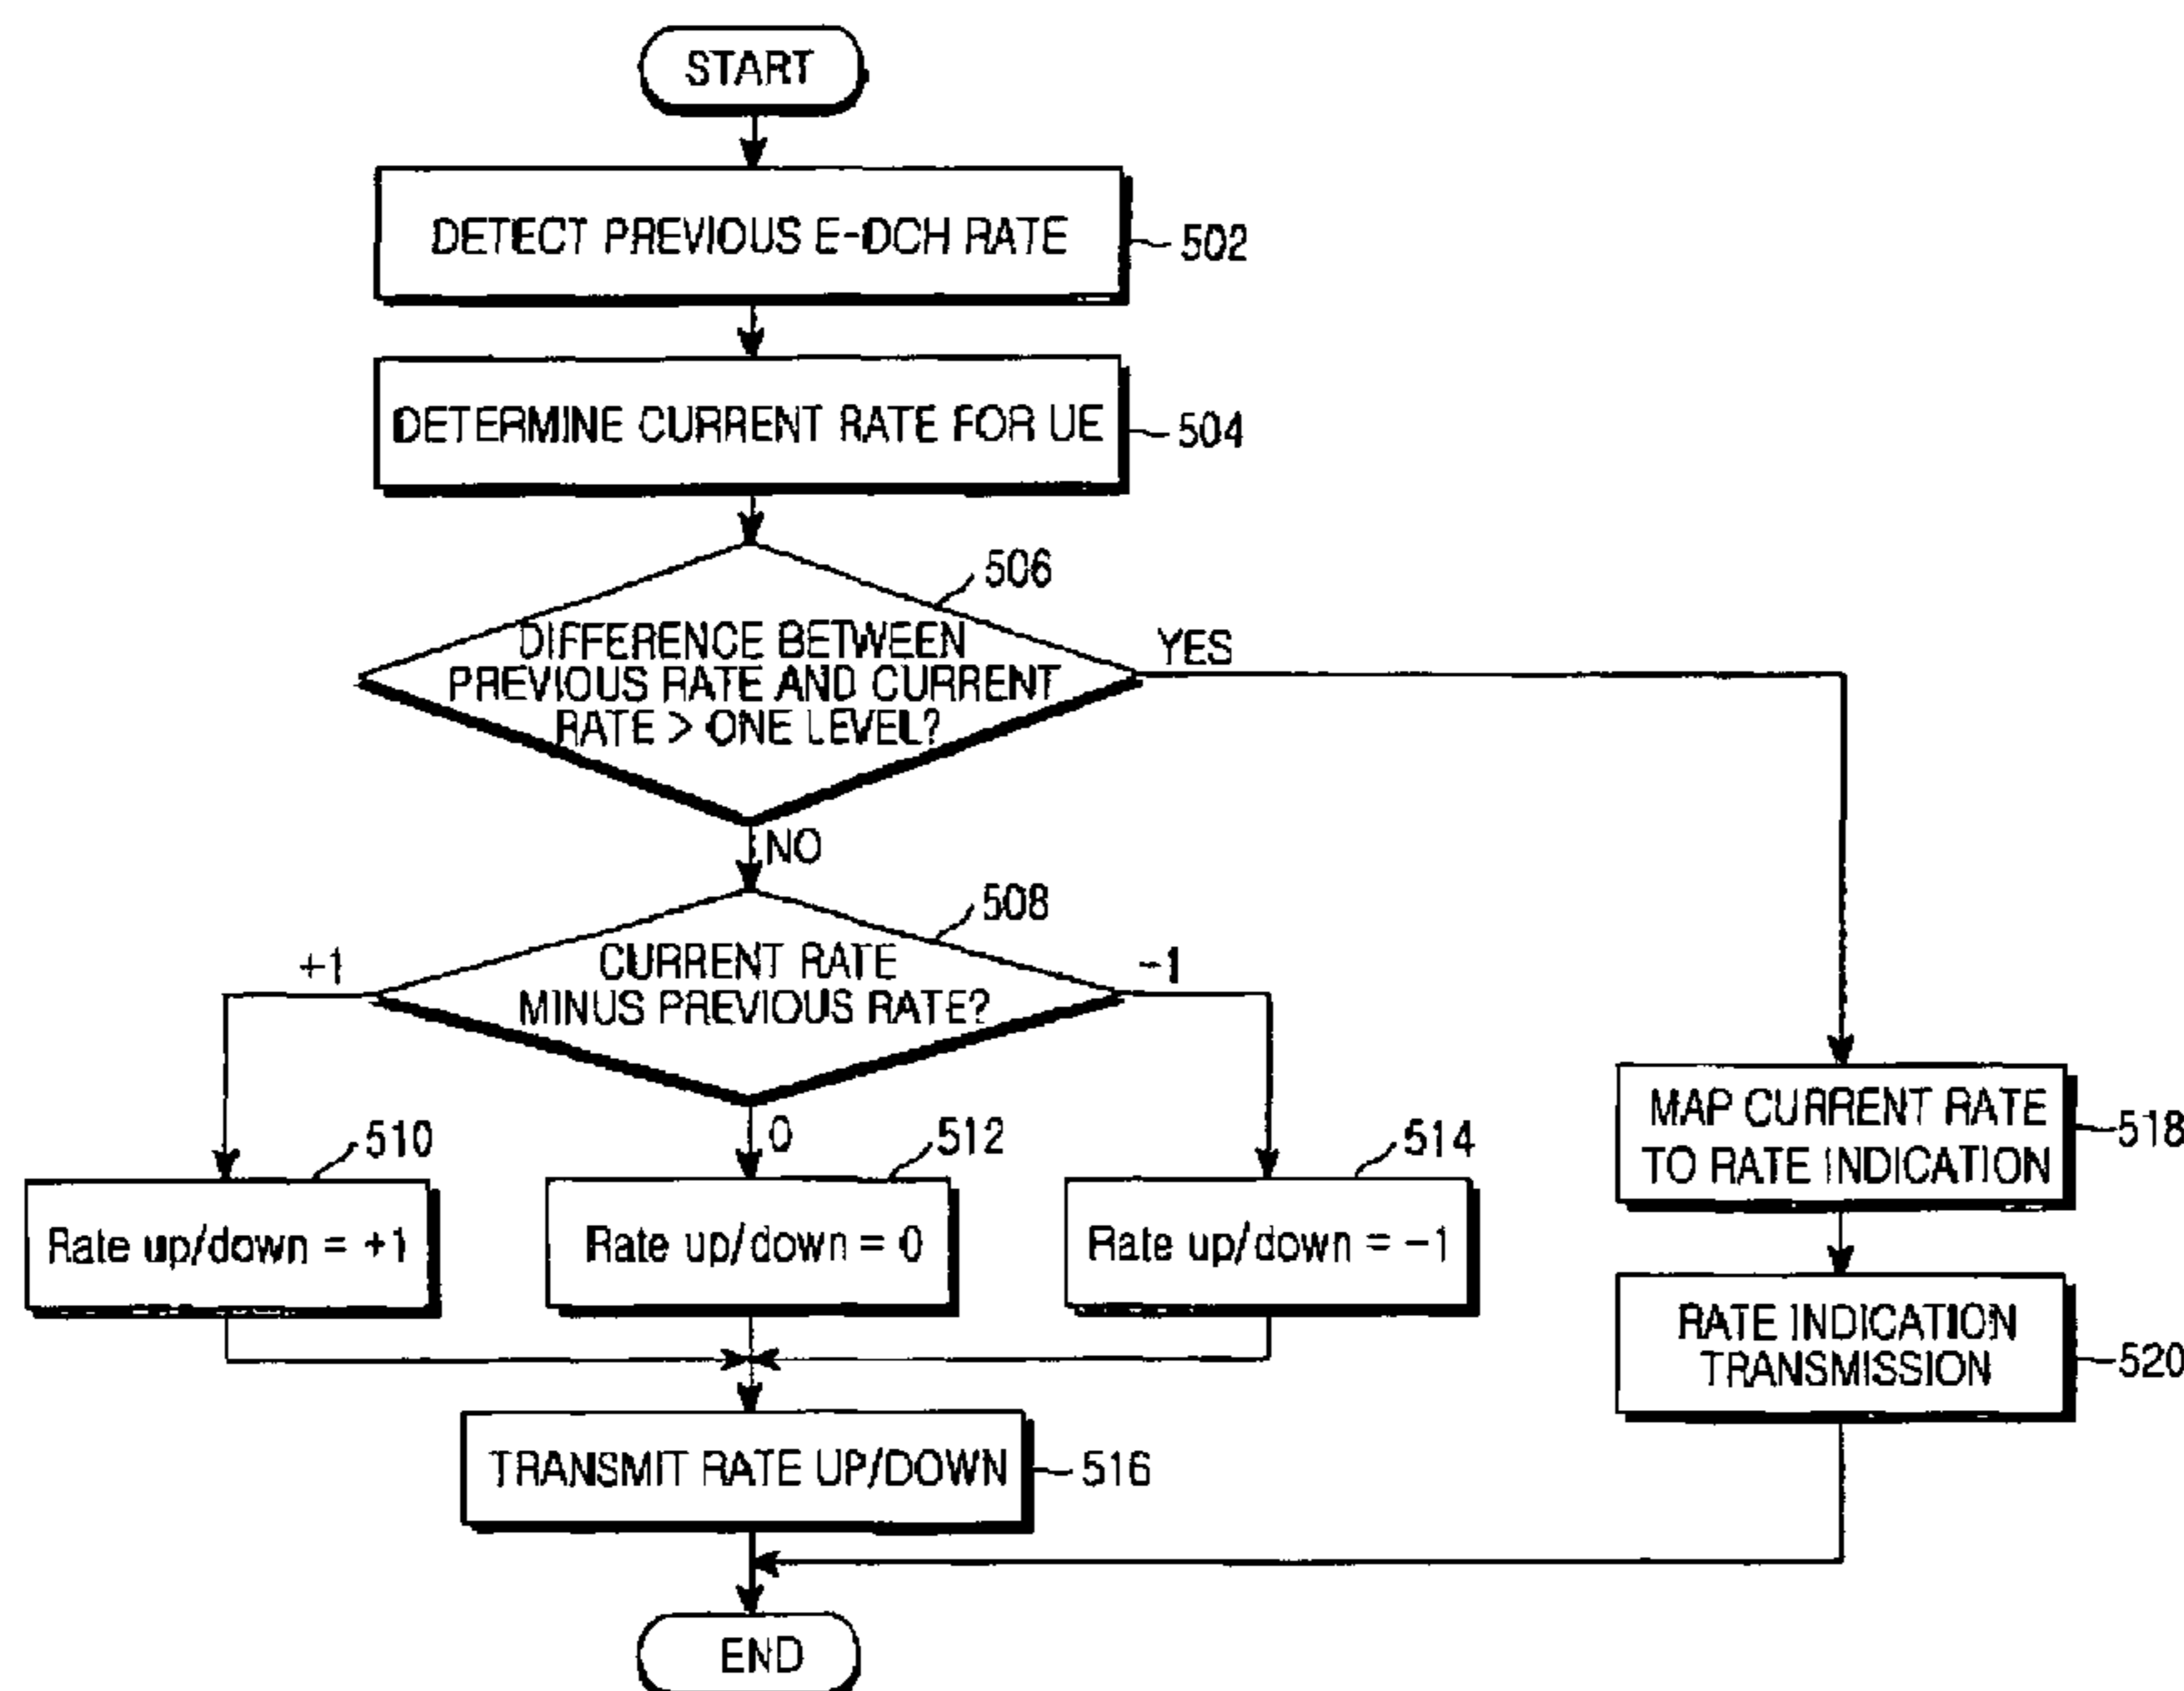 START
DETECT PREVIOUS E-DCH RATE
502
DETERMINE CURRENT RATE FOR UE
504
506
DIFFERENCE BETWEEN
PREVIOUS RATE AND CURRENT
RATE > ONE LEVEL?
YES
NO
508
CURRENT RATE
MINUS PREVIOUS RATE?
+1
-1
0
510
512
514
Rate up/down = +1
Rate up/down = 0
Rate up/down = -1
MAP CURRENT RATE
TO RATE INDICATION
518
RATE INDICATION
TRANSMISSION
520
TRANSMIT RATE UP/DOWN
516
END